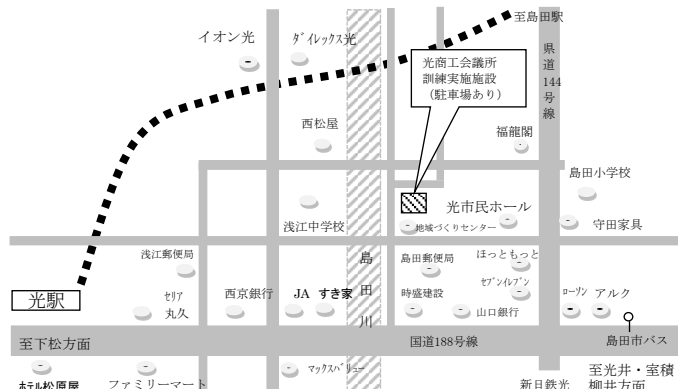 至島田駅
イオン光
ダイレックス光
県道144号線
光商工会議所
訓練実施施設
(駐車場あり)
西松屋
福龍閣
島田小学校
光市民ホール
浅江中学校
地域づくりセンター
守田家具
浅江郵便局
島田川
島田郵便局
ほっともっと
セブンイレブン
光駅
セリア
丸久
西京銀行
JA
すき家
時盛建設
山口銀行
ローソン
アルク
至下松方面
国道188号線
島田市バス
ホテル松原屋
ファミリーマート
マックスバリュー
新日鉄光
至光井・室積
柳井方面